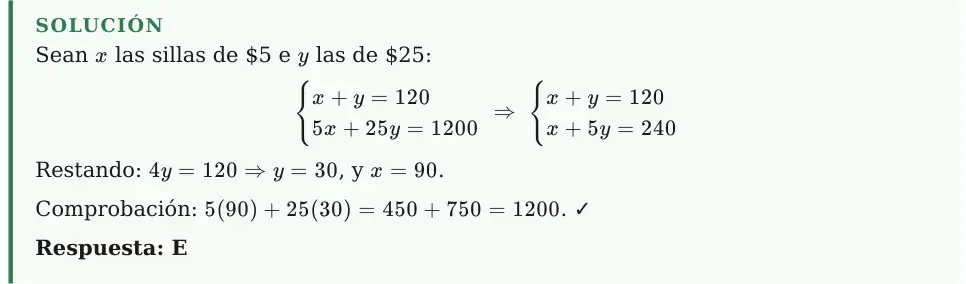 SOLUCIÓN
Sean x las sillas de $5 e y las de $25:
{x + y = 120 ⇒ {x + y = 120
5x + 25y = 1200 x + 5y = 240
Restando: 4y = 120 ⇒ y = 30, y x = 90.
Comprobación: 5(90) + 25(30) = 450 + 750 = 1200. ✓
Respuesta: E